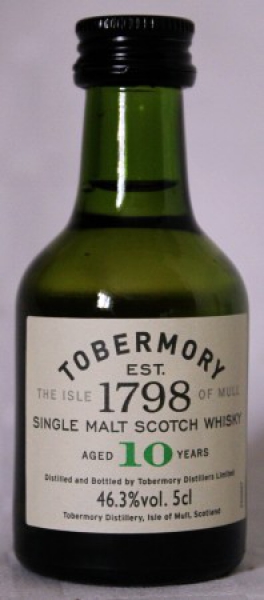 TOBERMORY
EST.
THE ISLE 1798 OF MULL
SINGLE MALT SCOTCH WHISKY
AGED 10 YEARS
Distilled and Bottled by Tobermory Distillers Limited
46.3%vol. 5cl
Tobermory Distillery, Isle of Mull, Scotland